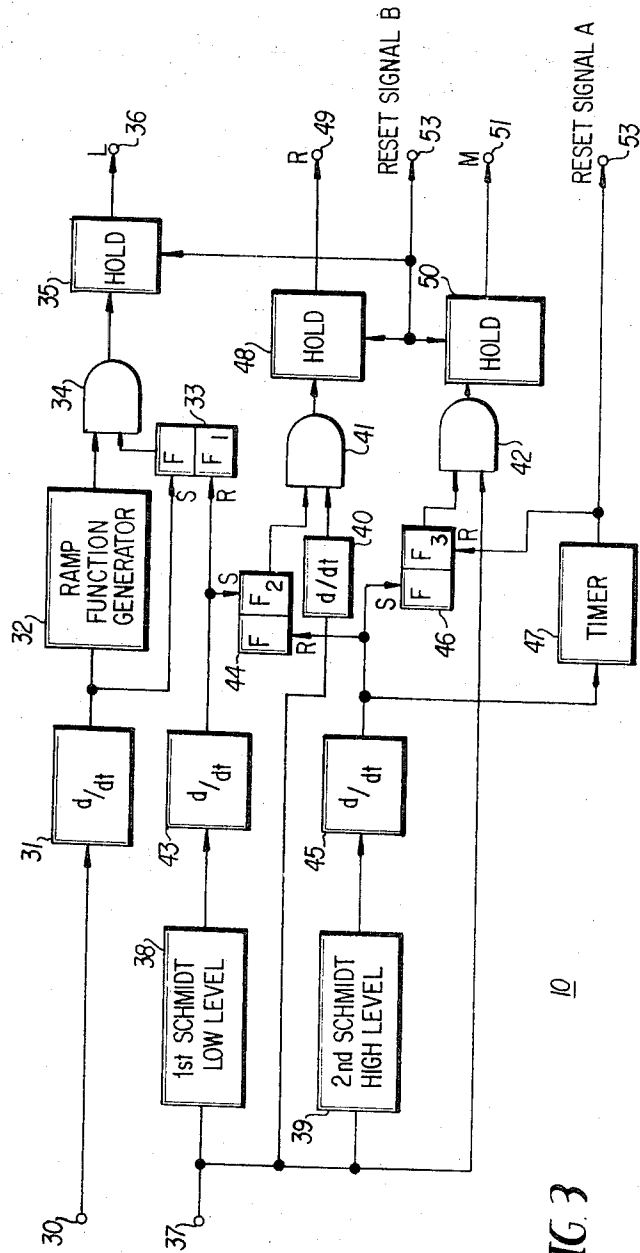 30
31
d/dt
32
RAMP
FUNCTION
GENERATOR
34
35
HOLD
L
36
S
F
F1
33
R
37
38
1st SCHMIDT
LOW LEVEL
43
d/dt
S
44
F
F2
R
40
d/dt
41
48
HOLD
R
49
RESET SIGNAL B
53
39
2nd SCHMIDT
HIGH LEVEL
45
d/dt
S
F
F3
46
R
42
50
HOLD
M
51
47
TIMER
RESET SIGNAL A
53
10
IG. 3